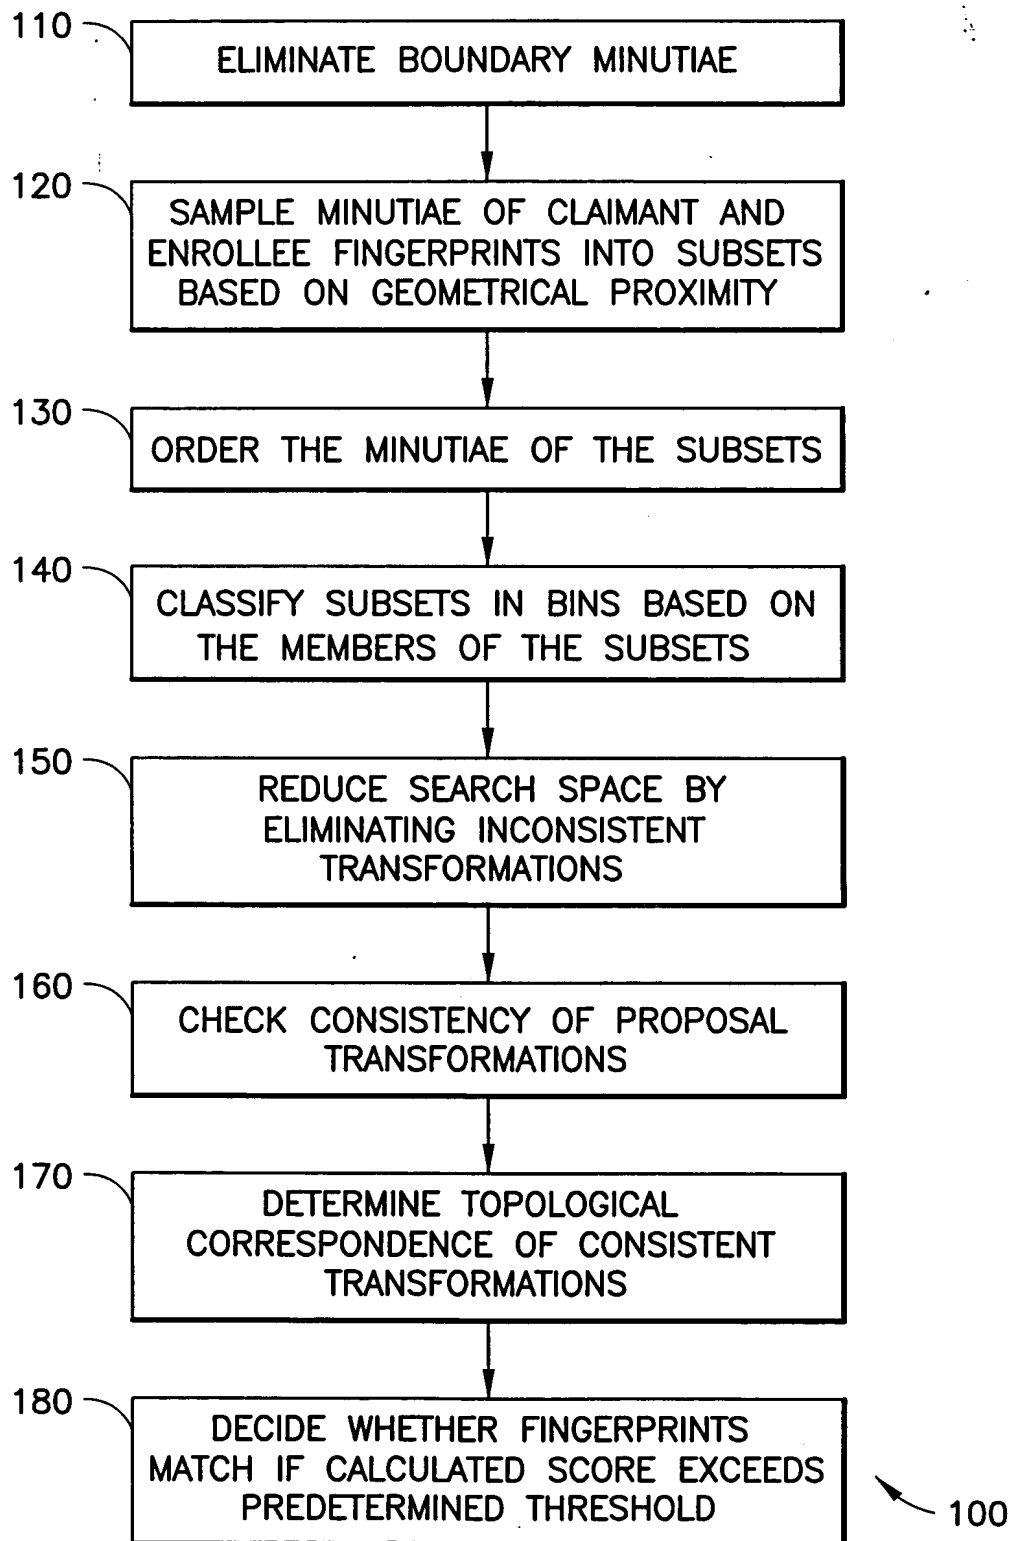 110
ELIMINATE BOUNDARY MINUTIAE
120
SAMPLE MINUTIAE OF CLAIMANT AND
ENROLLEE FINGERPRINTS INTO SUBSETS
BASED ON GEOMETRICAL PROXIMITY
130
ORDER THE MINUTIAE OF THE SUBSETS
140
CLASSIFY SUBSETS IN BINS BASED ON
THE MEMBERS OF THE SUBSETS
150
REDUCE SEARCH SPACE BY
ELIMINATING INCONSISTENT
TRANSFORMATIONS
160
CHECK CONSISTENCY OF PROPOSAL
TRANSFORMATIONS
170
DETERMINE TOPOLOGICAL
CORRESPONDENCE OF CONSISTENT
TRANSFORMATIONS
180
DECIDE WHETHER FINGERPRINTS
MATCH IF CALCULATED SCORE EXCEEDS
PREDETERMINED THRESHOLD
100